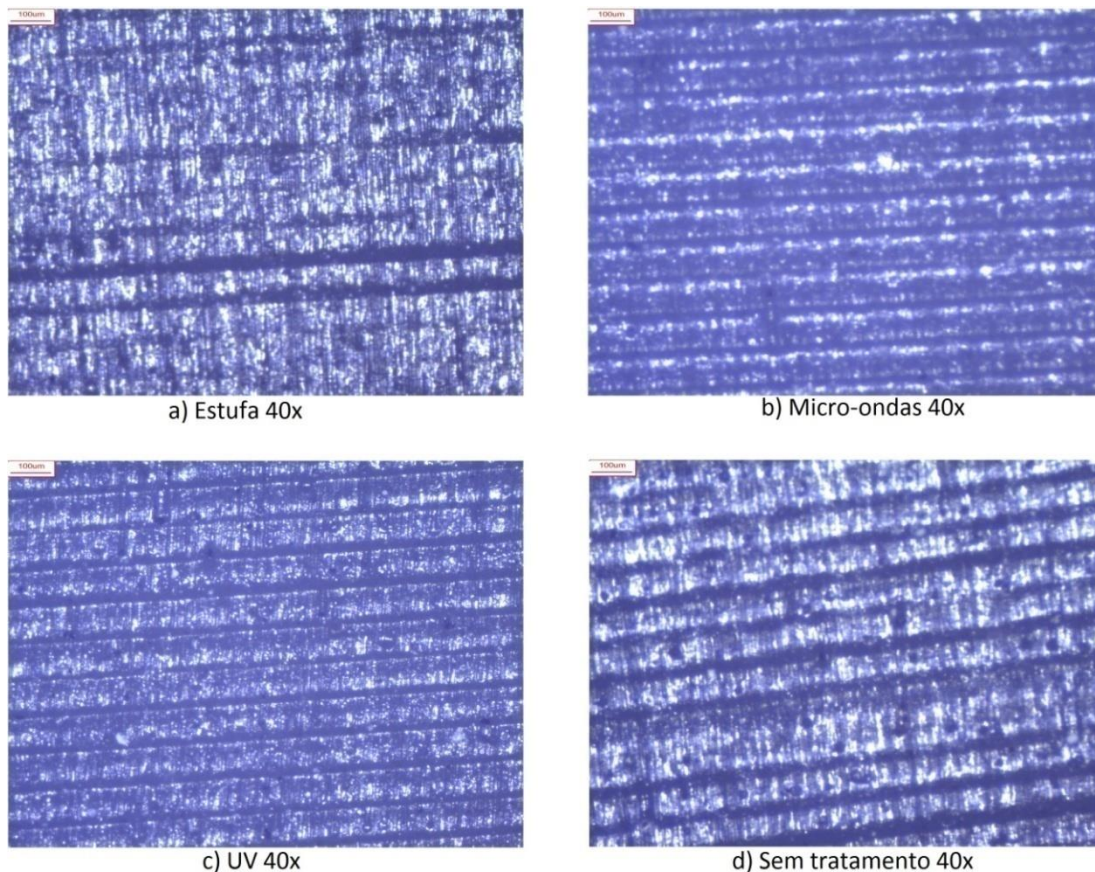 100um
100um
a) Estufa 40x
b) Micro-ondas 40x
100um
100um
c) UV 40x
d) Sem tratamento 40x